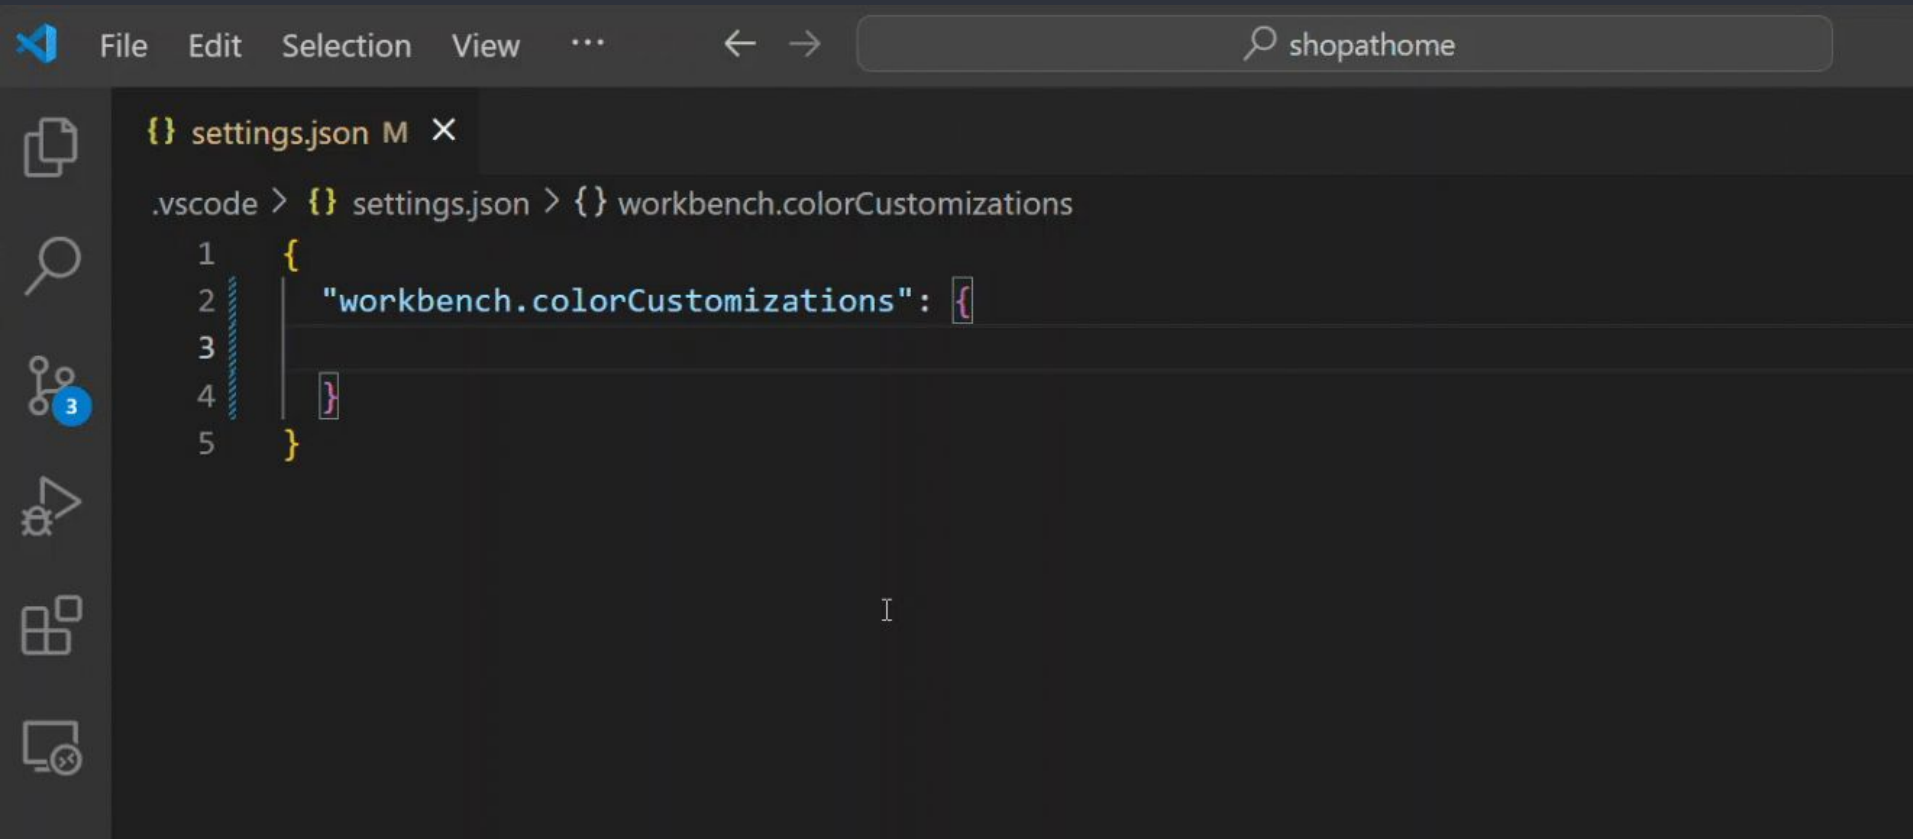 File Edit Selection View ··· shopathome
{} settings.json M
.vscode > {} settings.json > {} workbench.colorCustomizations
1 {
2 "workbench.colorCustomizations": {
3
4 }
5 }
3